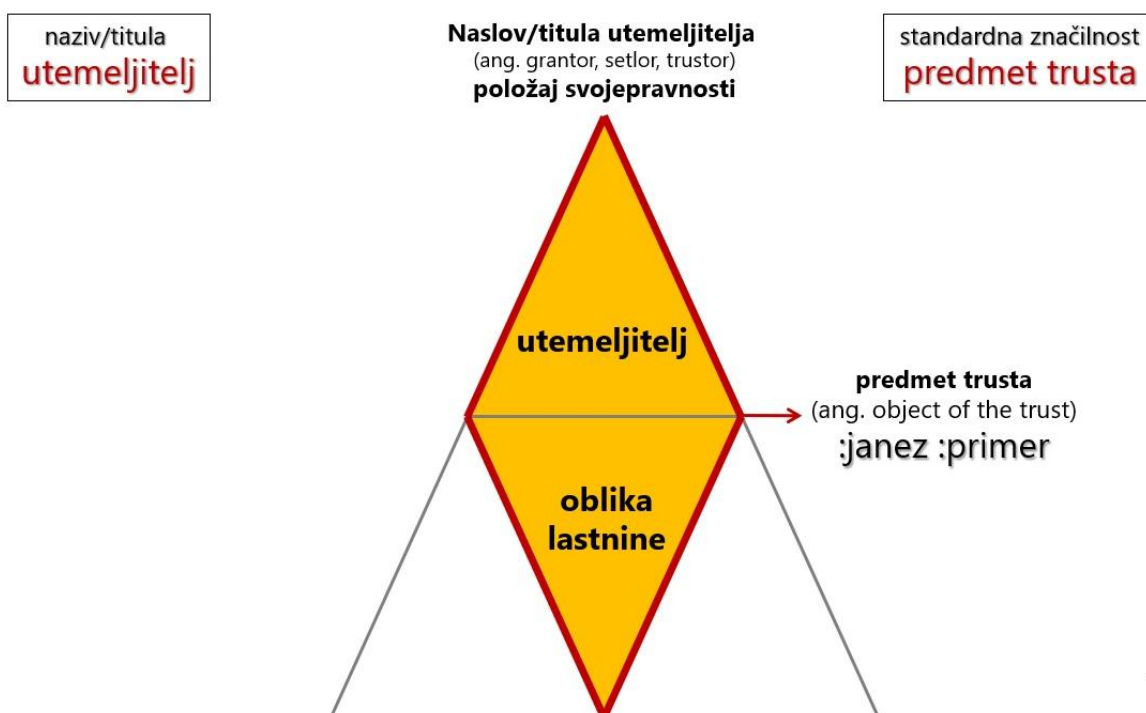 naziv/titula
utemeljitelj
Naslov/titula utemeljitelja
(ang. grantor, setlor, trustor)
položaj svojepravnosti
standardna značilnost
predmet trusta
utemeljitelj
predmet trusta
(ang. object of the trust)
:janez :primer
oblika
lastnine